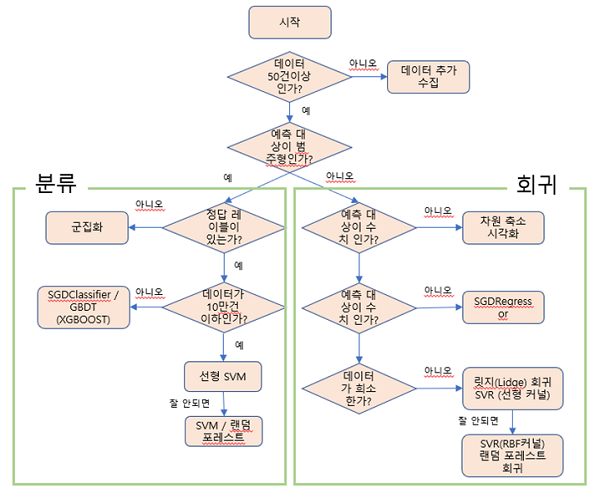 시작
데이터
50건이상
인가?
아니오
데이터 추가
수집
예
예측 대
상이 범
주형인가?
예
아니오
분류
회귀
정답 레
이블이
있는가?
아니오
군집화
예
데이터가
10만건
이하인가?
아니오
SGDClassifier /
GBDT
(XGBOOST)
예
선형 SVM
잘 안되면
SVM / 랜덤
포레스트
예측 대
상이 수
치 인가?
아니오
차원 축소
시각화
예측 대
상이 수
치 인가?
아니오
SGDRegress
or
데이터
가 희소
한가?
아니오
릿지(Lidge) 회귀
SVR (선형 커널)
잘 안되면
SVR(RBF커널)
랜덤 포레스트
회귀